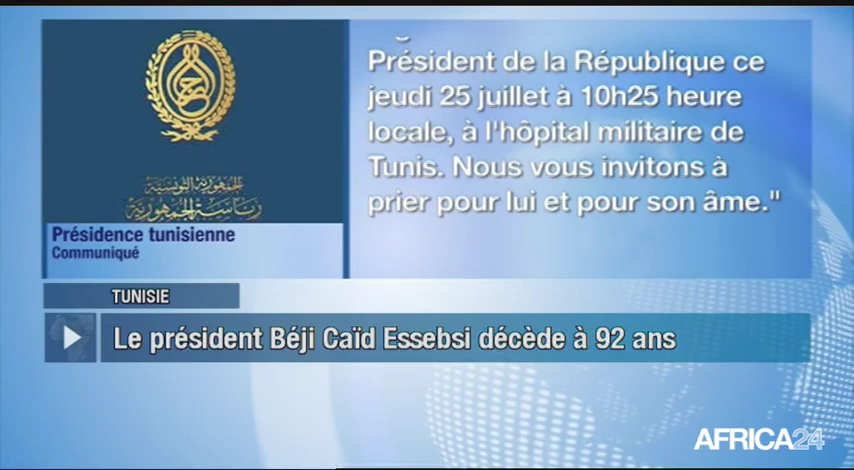 Président de la République ce
jeudi 25 juillet à 10h25 heure
locale, à l'hôpital militaire de
Tunis. Nous vous invitons à
prier pour lui et pour son âme."
الجمهورية التونسية
رئاسة الجمهورية
Présidence tunisienne
Communiqué
TUNISIE
Le président Béji Caïd Essebsi décède à 92 ans
AFRICA24